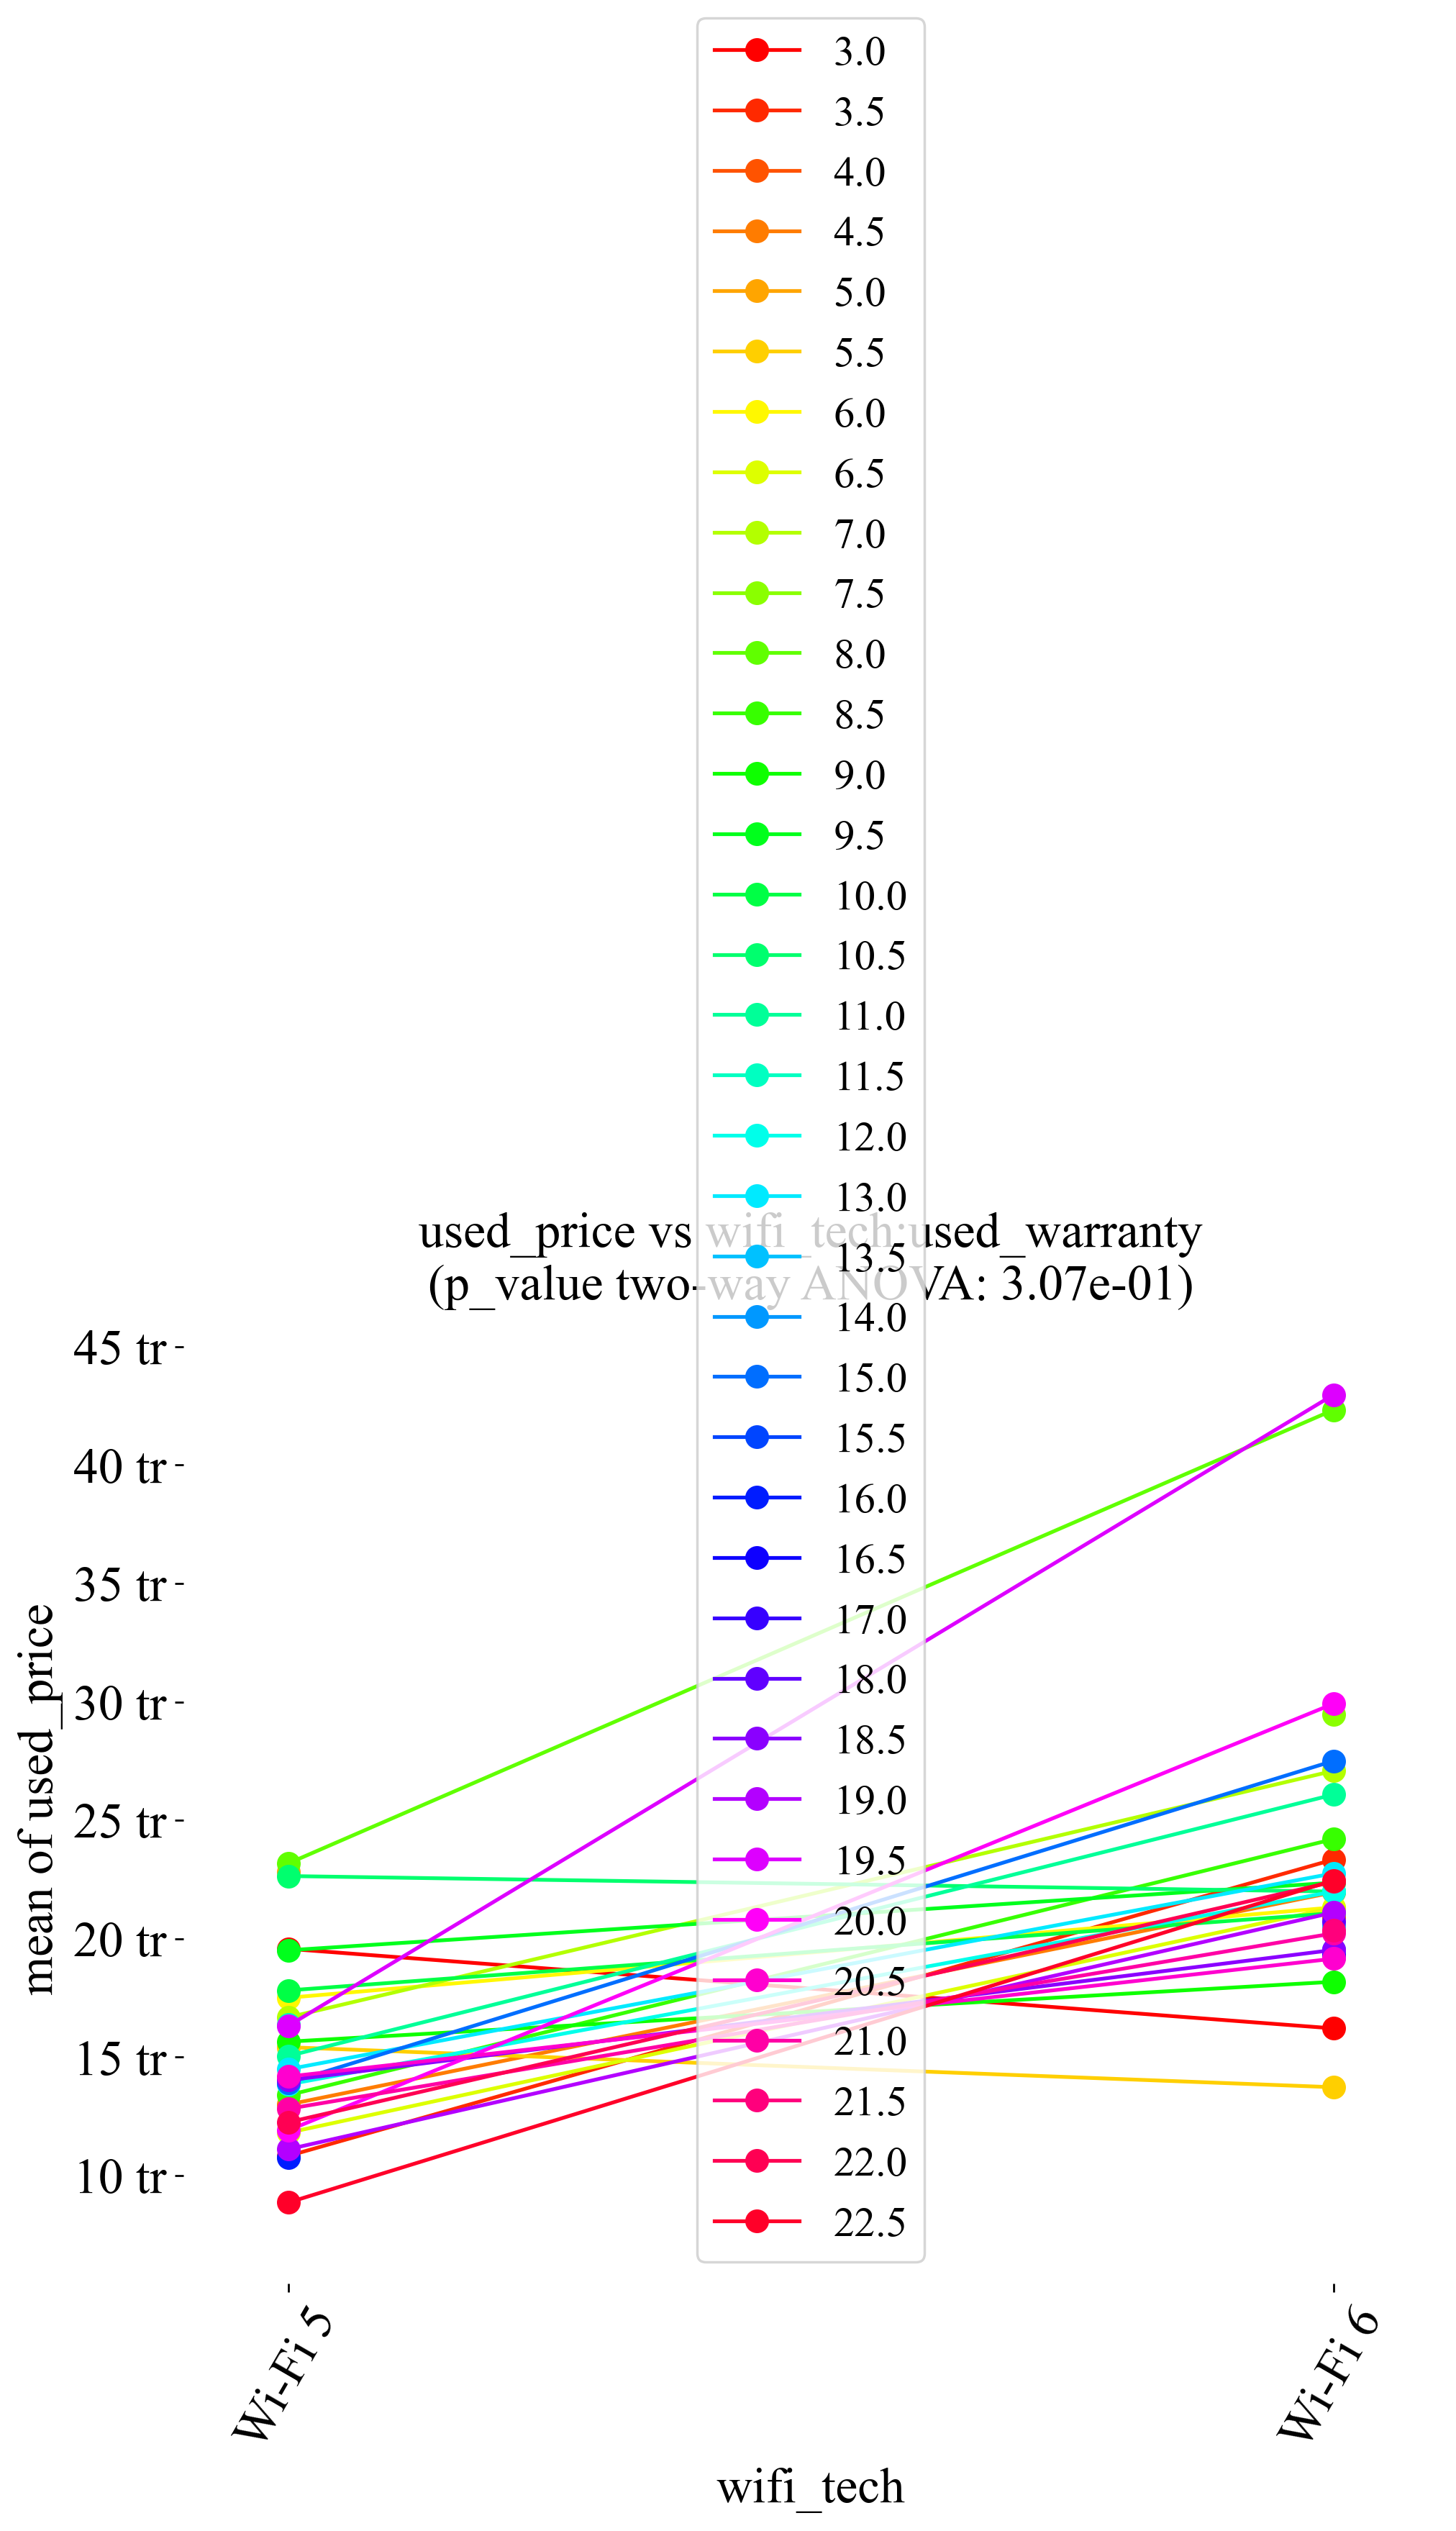 3.0
3.5
4.0
4.5
5.0
5.5
6.0
6.5
7.0
7.5
8.0
8.5
9.0
9.5
10.0
10.5
11.0
11.5
12.0
13.0
13.5
14.0
15.0
15.5
16.0
16.5
17.0
18.0
18.5
19.0
19.5
20.0
20.5
21.0
21.5
22.0
22.5
used_price vs wifi_tech:used_warranty
(p_value two-way ANOVA: 3.07e-01)
45 tr
40 tr
35 tr
30 tr
25 tr
20 tr
15 tr
10 tr
mean of used_price
Wi-Fi 5
Wi-Fi 6
wifi_tech